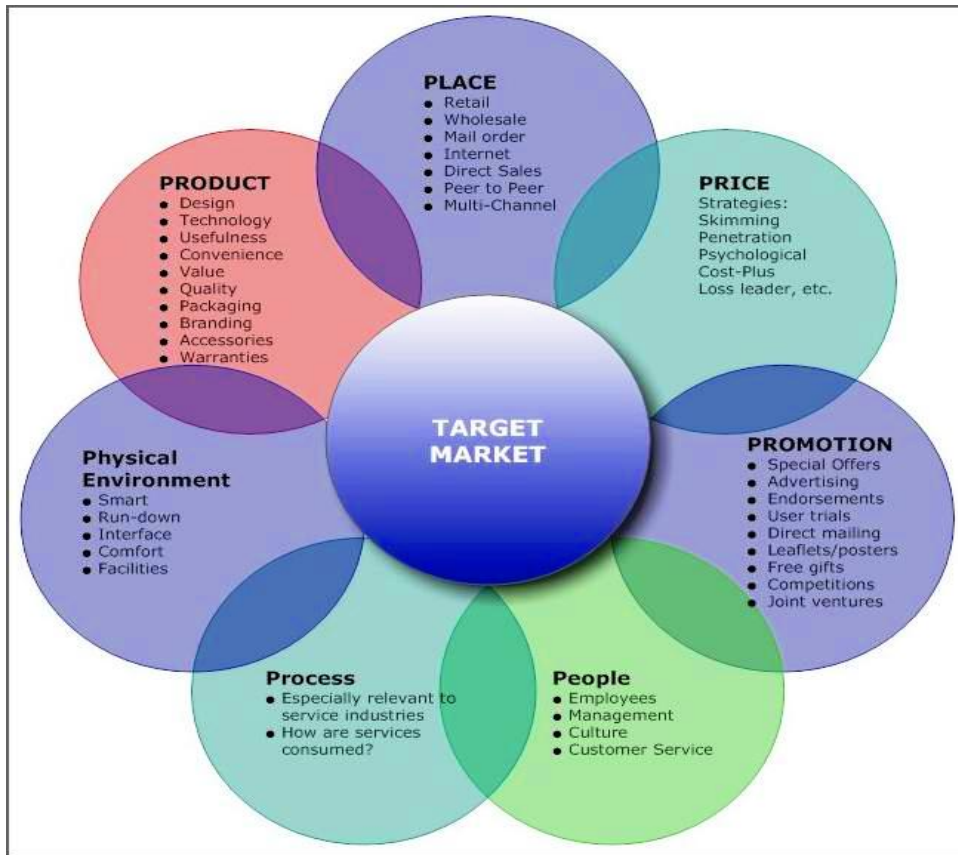 PLACE
● Retail
● Wholesale
● Mail order
● Internet
● Direct Sales
● Peer to Peer
● Multi-Channel
PRODUCT
● Design
● Technology
● Usefulness
● Convenience
● Value
● Quality
● Packaging
● Branding
● Accessories
● Warranties
PRICE
Strategies:
Skimming
Penetration
Psychological
Cost-Plus
Loss leader, etc.
TARGET
MARKET
Physical
Environment
● Smart
● Run-down
● Interface
● Comfort
● Facilities
PROMOTION
● Special Offers
● Advertising
● Endorsements
● User trials
● Direct mailing
● Leaflets/posters
● Free gifts
● Competitions
● Joint ventures
Process
● Especially relevant to
service industries
● How are services
consumed?
People
● Employees
● Management
● Culture
● Customer Service